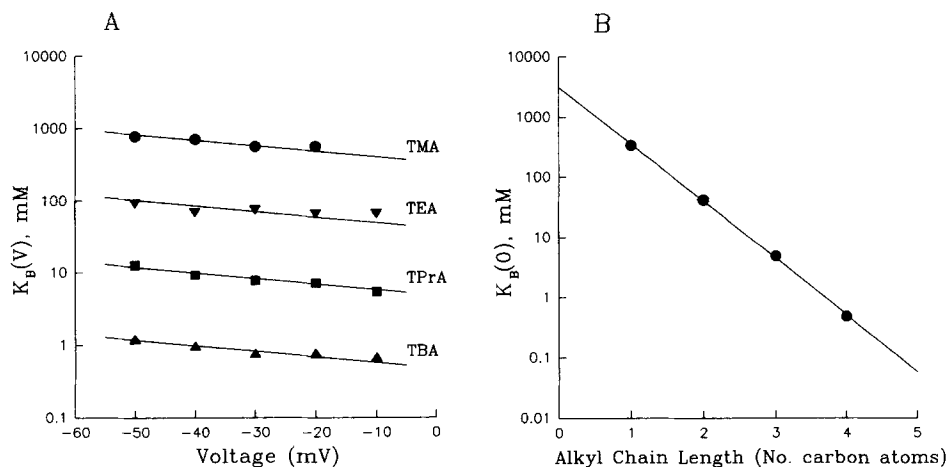 A
10000
1000
100
10
1
0.1
K_B(V), mM
TMA
TEA
TPrA
TBA
−60 −50 −40 −30 −20 −10 0
Voltage (mV)
B
10000
1000
100
10
1
0.1
0.01
K_B(0), mM
0 1 2 3 4 5
Alkyl Chain Length (No. carbon atoms)